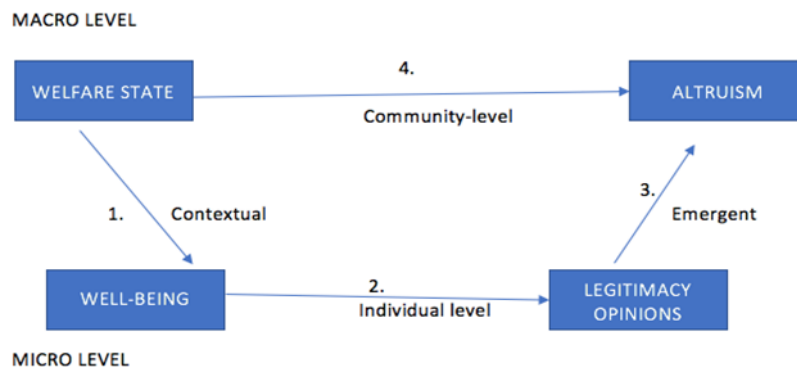 MACRO LEVEL
4.
WELFARE STATE
ALTRUISM
Community-level
3.
1.
Contextual
Emergent
2.
WELL-BEING
LEGITIMACY
OPINIONS
Individual level
MICRO LEVEL